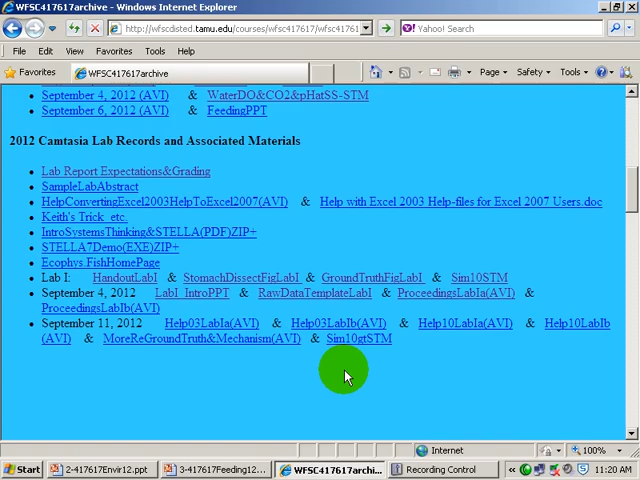 WFSC417617archive - Windows Internet Explorer
http://wfscdisted.tamu.edu/courses/wfsc417617/wfsc41761
Yahoo! Search
File Edit View Favorites Tools Help
Favorites WFSC417617archive Page Safety Tools
September 4, 2012 (AVI) & WaterDO&CO2&pHatSS-STM
September 6, 2012 (AVI) & FeedingPPT
2012 Camtasia Lab Records and Associated Materials
Lab Report Expectations&Grading
SampleLabAbstract
HelpConvertingExcel2003HelpToExcel2007(AVI) & Help with Excel 2003 Help-files for Excel 2007 Users.doc
Keith's Trick etc.
IntroSystemsThinking&STELLA(PDF)ZIP+
STELLA7Demo(EXE)ZIP+
Ecophys.FishHomePage
Lab I: HandoutLabI & StomachDissectFigLabI & GroundTruthFigLabI & Sim10STM
September 4, 2012 LabI_IntroPPT & RawDataTemplateLabI & ProceedingsLabIa(AVI) &
ProceedingsLabIb(AVI)
September 11, 2012 Help03LabIa(AVI) & Help03LabIb(AVI) & Help10LabIa(AVI) & Help10LabIb
(AVI) & MoreReGroundTruth&Mechanism(AVI) & Sim10gtSTM
Internet 100%
Start 2-417617Envir12.ppt 3-417617Feeding12... WFSC417617archi... Recording Control 11:20 AM